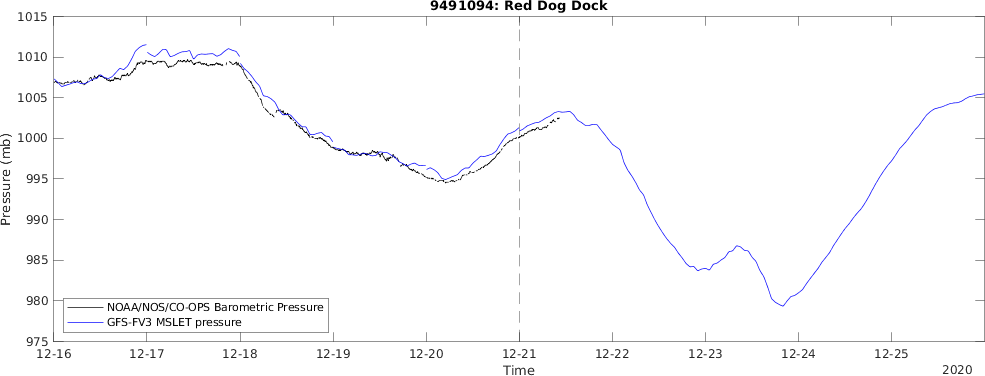 9491094: Red Dog Dock
Pressure (mb)
1015
1010
1005
1000
995
990
985
980
975
NOAA/NOS/CO-OPS Barometric Pressure
GFS-FV3 MSLET pressure
12-16 12-17 12-18 12-19 12-20 12-21 12-22 12-23 12-24 12-25
Time
2020